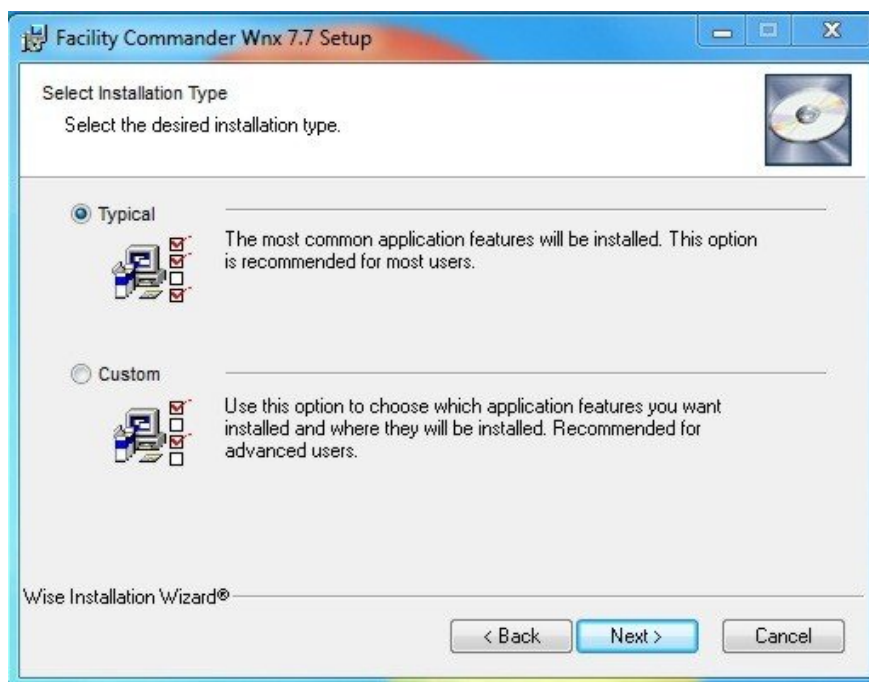 Facility Commander Wnx 7.7 Setup
Select Installation Type
Select the desired installation type.
Typical
The most common application features will be installed. This option
is recommended for most users.
Custom
Use this option to choose which application features you want
installed and where they will be installed. Recommended for
advanced users.
Wise Installation Wizard®
< Back
Next >
Cancel